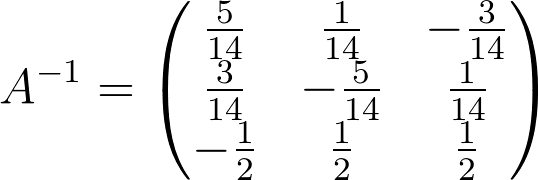 A^{-1} = \begin{pmatrix} \frac{5}{14} & \frac{1}{14} & -\frac{3}{14} \\ \frac{3}{14} & -\frac{5}{14} & \frac{1}{14} \\ -\frac{1}{2} & \frac{1}{2} & \frac{1}{2} \end{pmatrix}